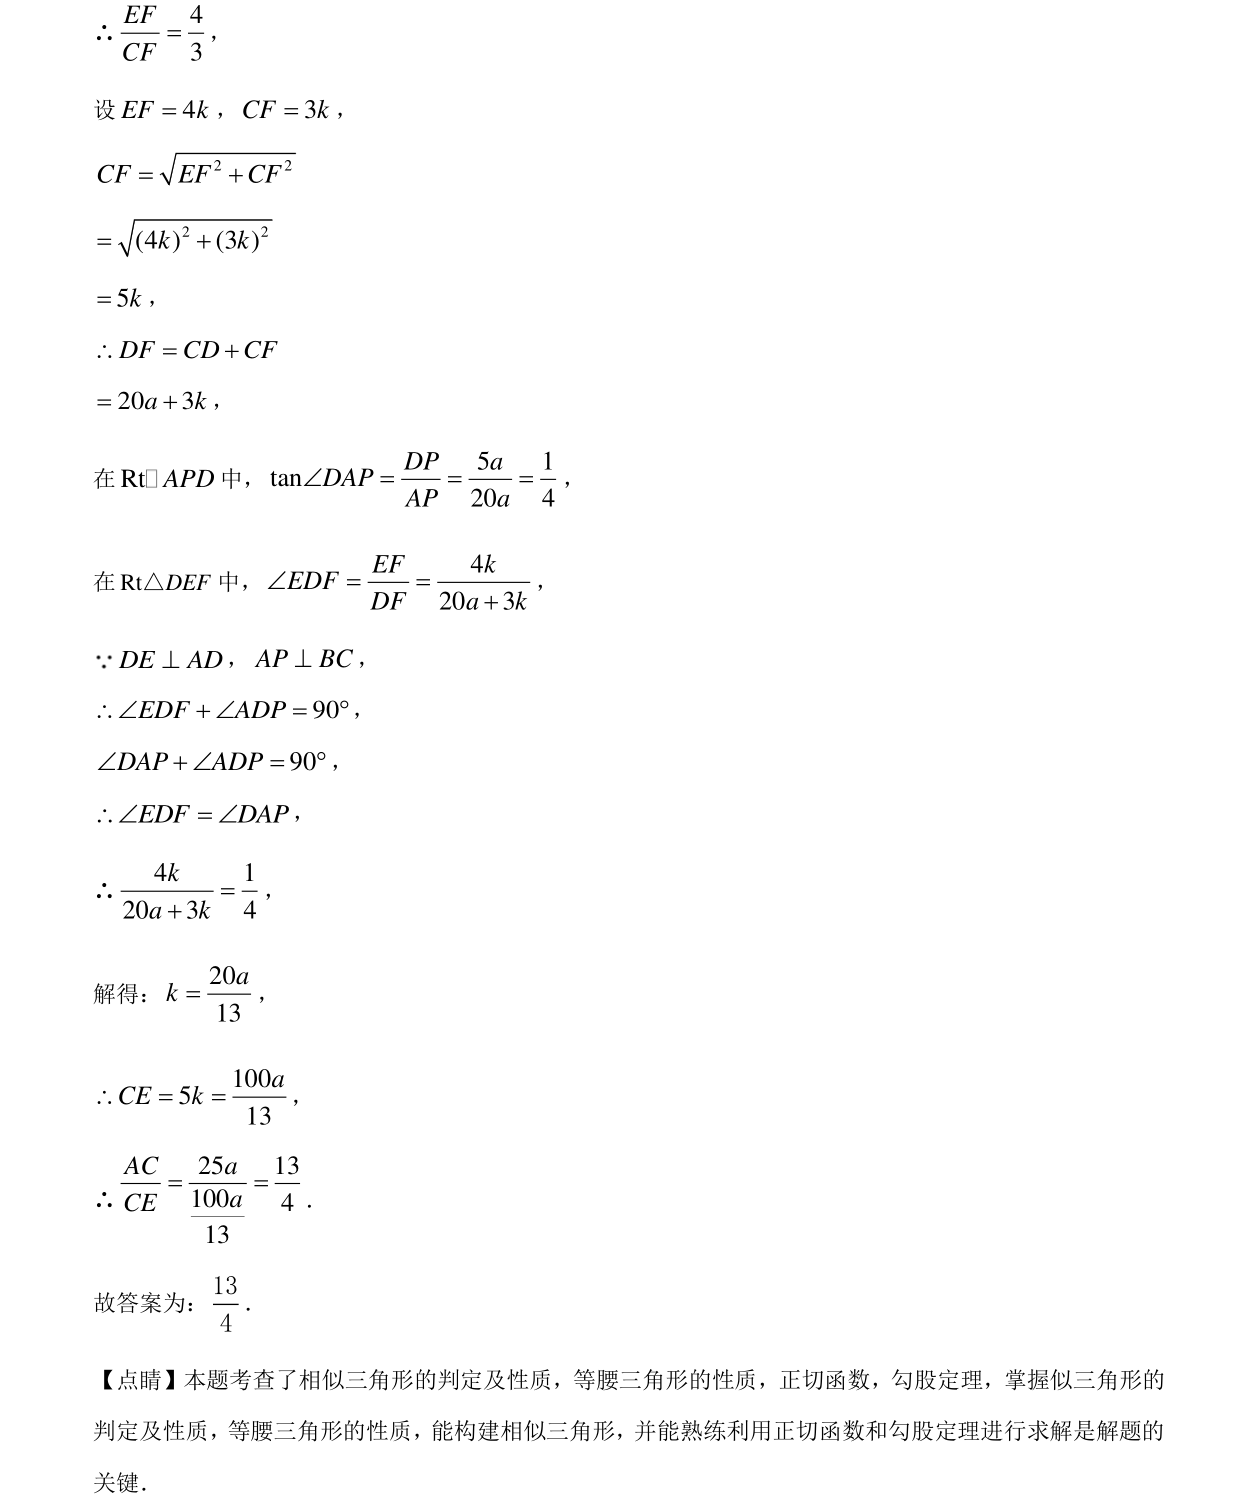 ∴ EF/CF = 4/3，
设 EF = 4k， CF = 3k，
CF = √(EF² + CF²)
= √((4k)² + (3k)²)
= 5k，
∴ DF = CD + CF
= 20a + 3k，
在 Rt□ APD 中， tan∠DAP = DP/AP = 5a/20a = 1/4，
在 Rt△DEF 中， ∠EDF = EF/DF = 4k/(20a + 3k)，
∵ DE ⊥ AD， AP ⊥ BC，
∴ ∠EDF + ∠ADP = 90°，
∠DAP + ∠ADP = 90°，
∴ ∠EDF = ∠DAP，
∴ 4k/(20a + 3k) = 1/4，
解得： k = 20a/13，
∴ CE = 5k = 100a/13，
∴ AC/CE = 25a/(100a/13) = 13/4．
故答案为： 13/4．
【点睛】本题考查了相似三角形的判定及性质，等腰三角形的性质，正切函数，勾股定理，掌握似三角形的
判定及性质，等腰三角形的性质，能构建相似三角形，并能熟练利用正切函数和勾股定理进行求解是解题的
关键．